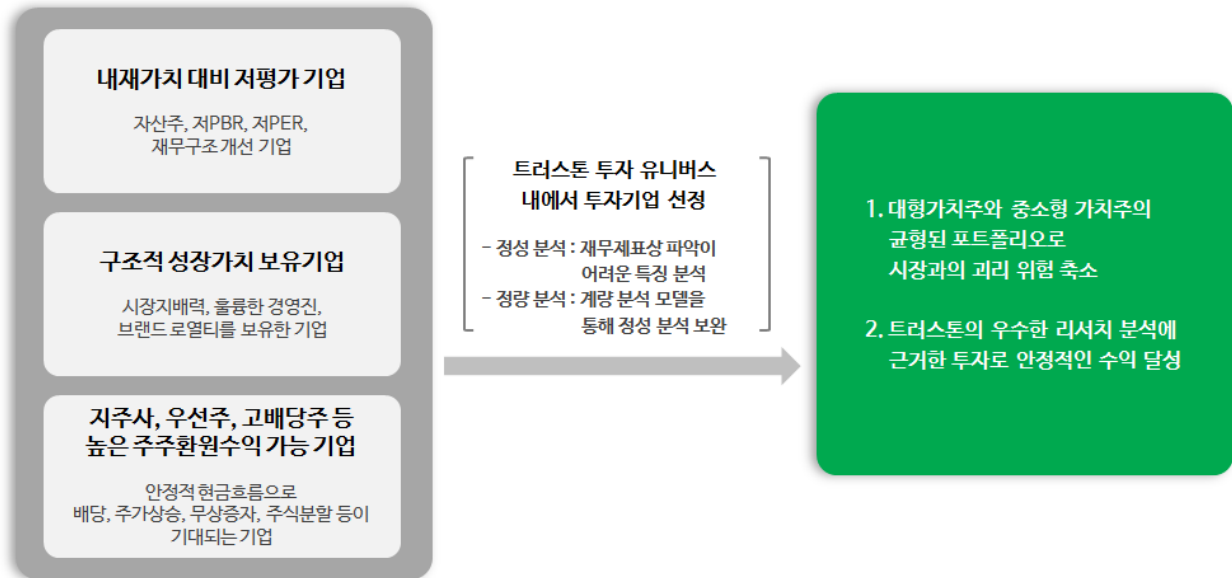 내재가치 대비 저평가 기업
자산주, 저PBR, 저PER,
재무구조 개선 기업
구조적 성장가치 보유기업
시장지배력, 훌륭한 경영진,
브랜드 로열티를 보유한 기업
지주사, 우선주, 고배당주 등
높은 주주환원수익 가능 기업
안정적 현금흐름으로
배당, 주가상승, 무상증자, 주식분할 등이
기대되는 기업
트러스톤 투자 유니버스
내에서 투자기업 선정
- 정성 분석 : 재무제표상 파악이
어려운 특징 분석
- 정량 분석 : 계량 분석 모델을
통해 정성 분석 보완
1. 대형가치주와 중소형 가치주의
균형된 포트폴리오로
시장과의 괴리 위험 축소
2. 트러스톤의 우수한 리서치 분석에
근거한 투자로 안정적인 수익 달성